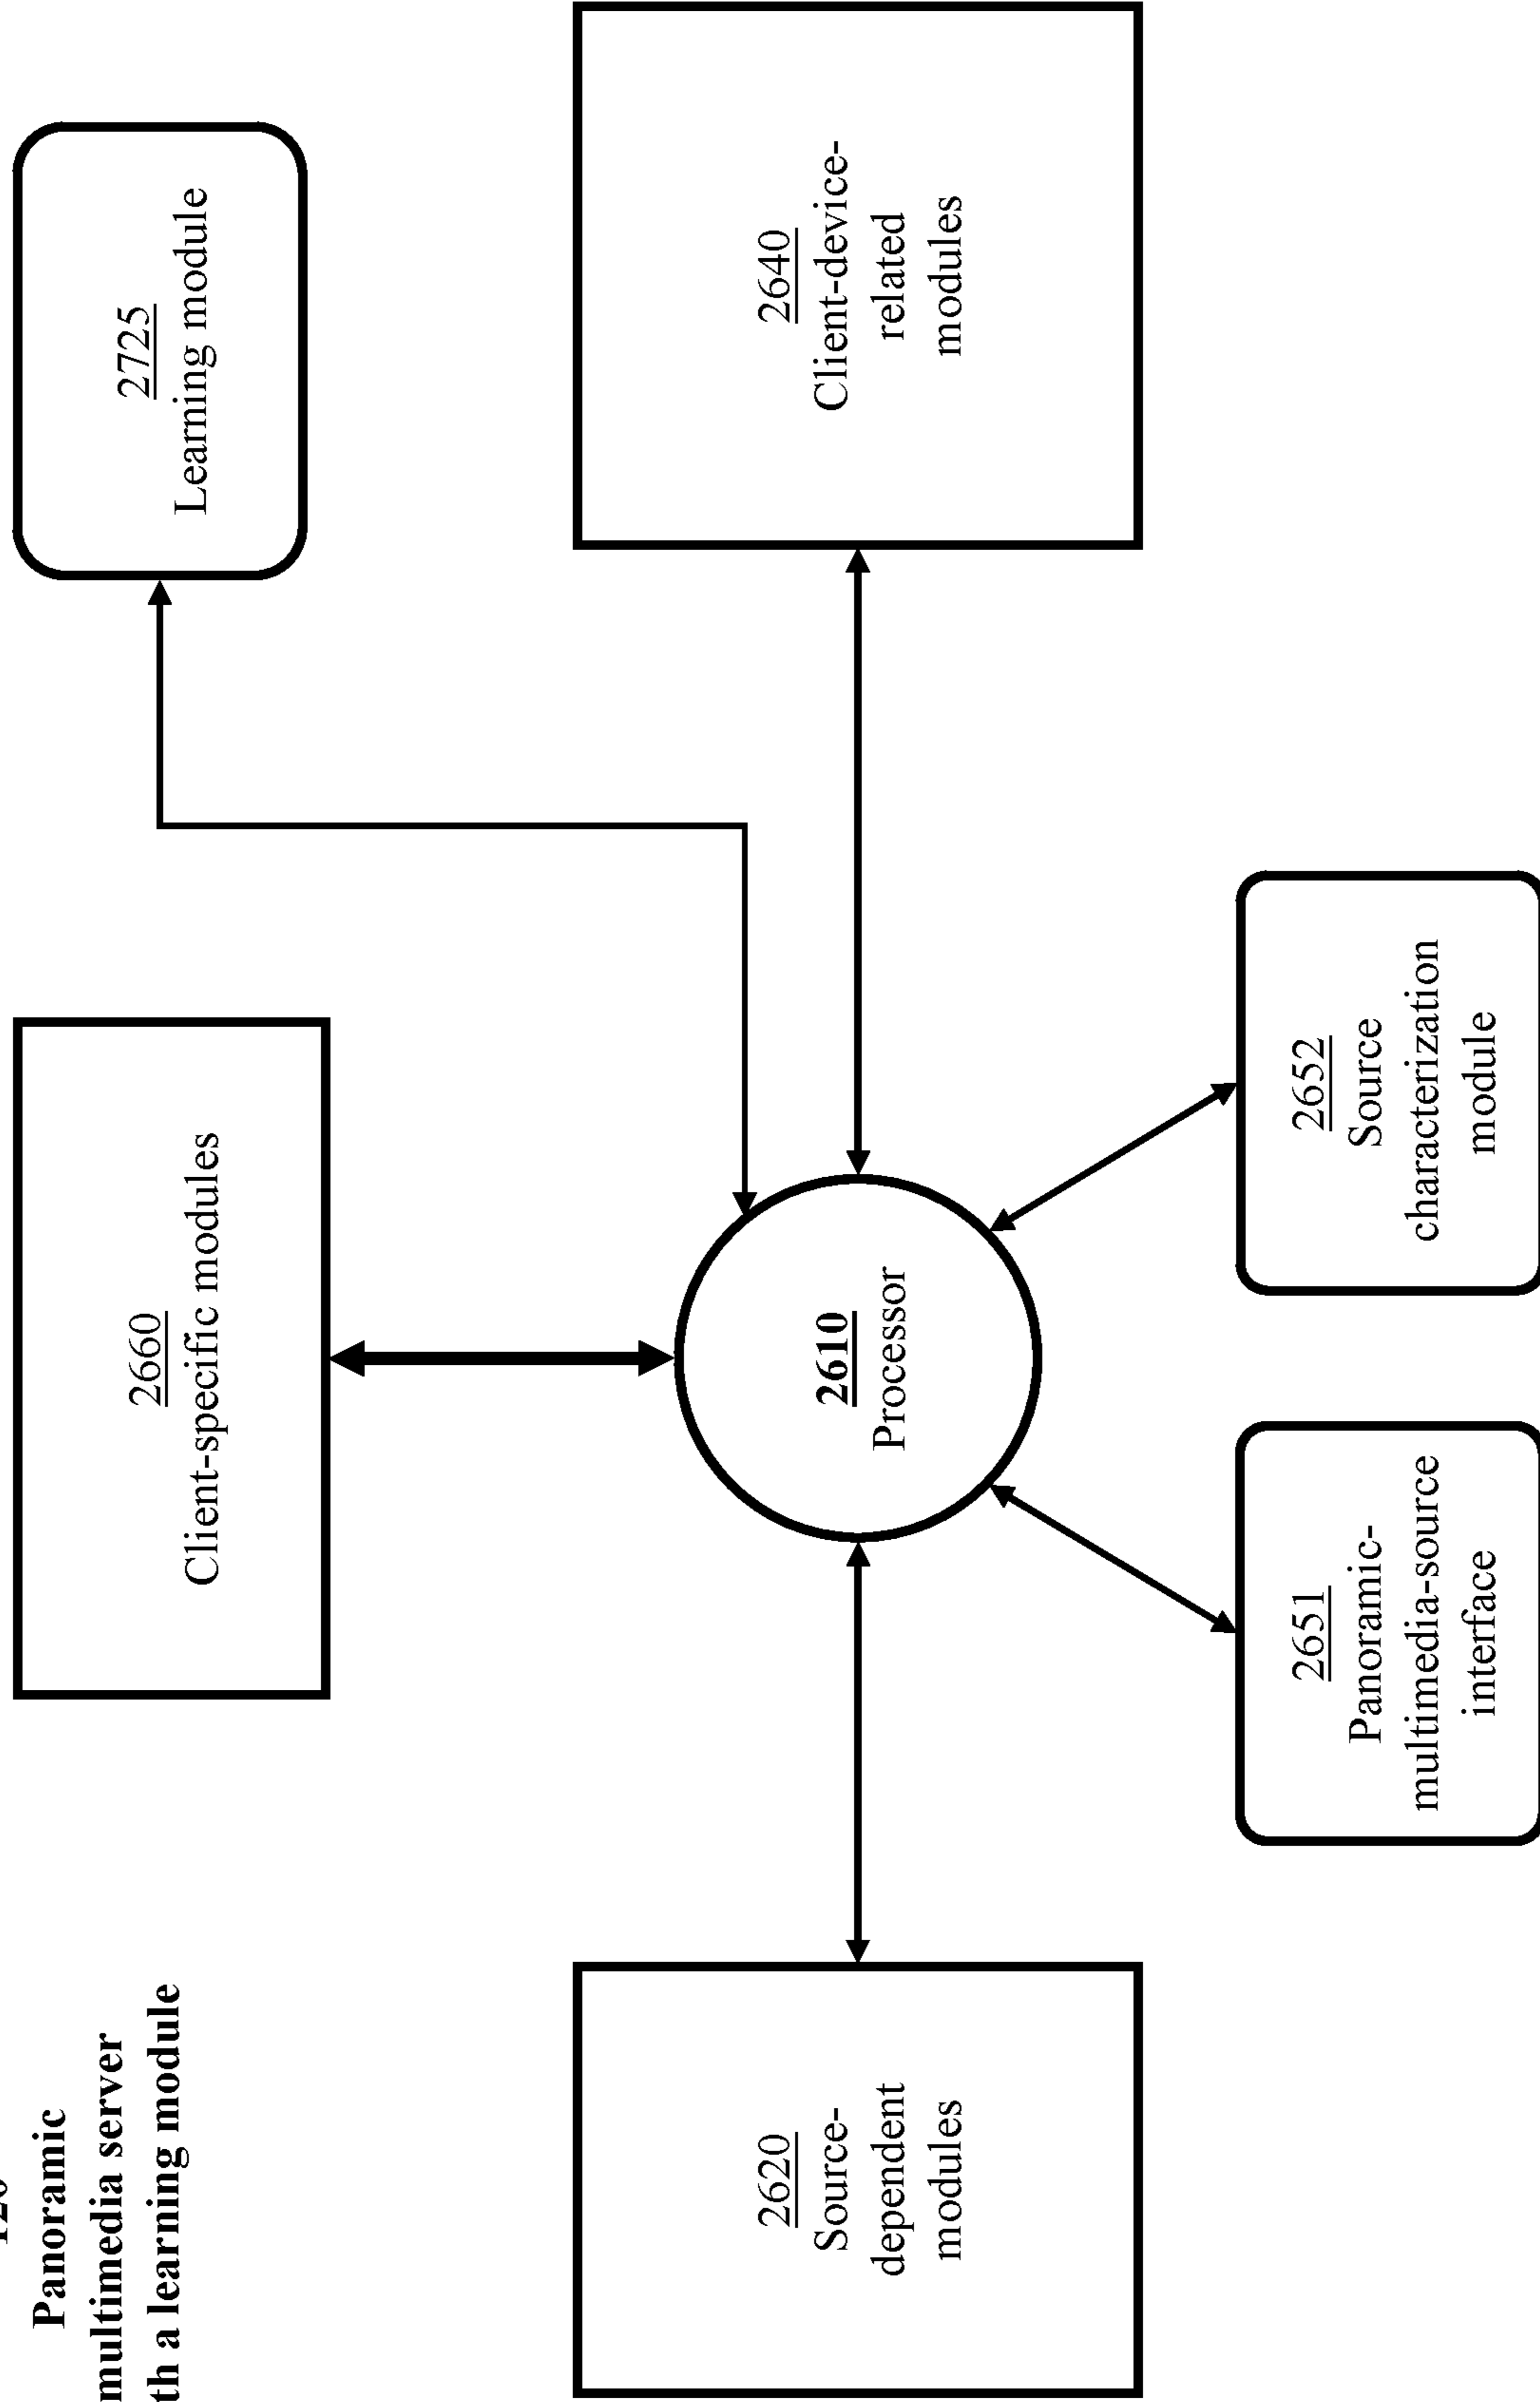 Panoramic
multimedia server
a learning module
2660
Client-specific modules
2725
Learning module
2620
Source-
dependent
modules
2610
Processor
2640
Client-device-
related
modules
2651
Panoramic-
multimedia-source
interface
2652
Source
characterization
module